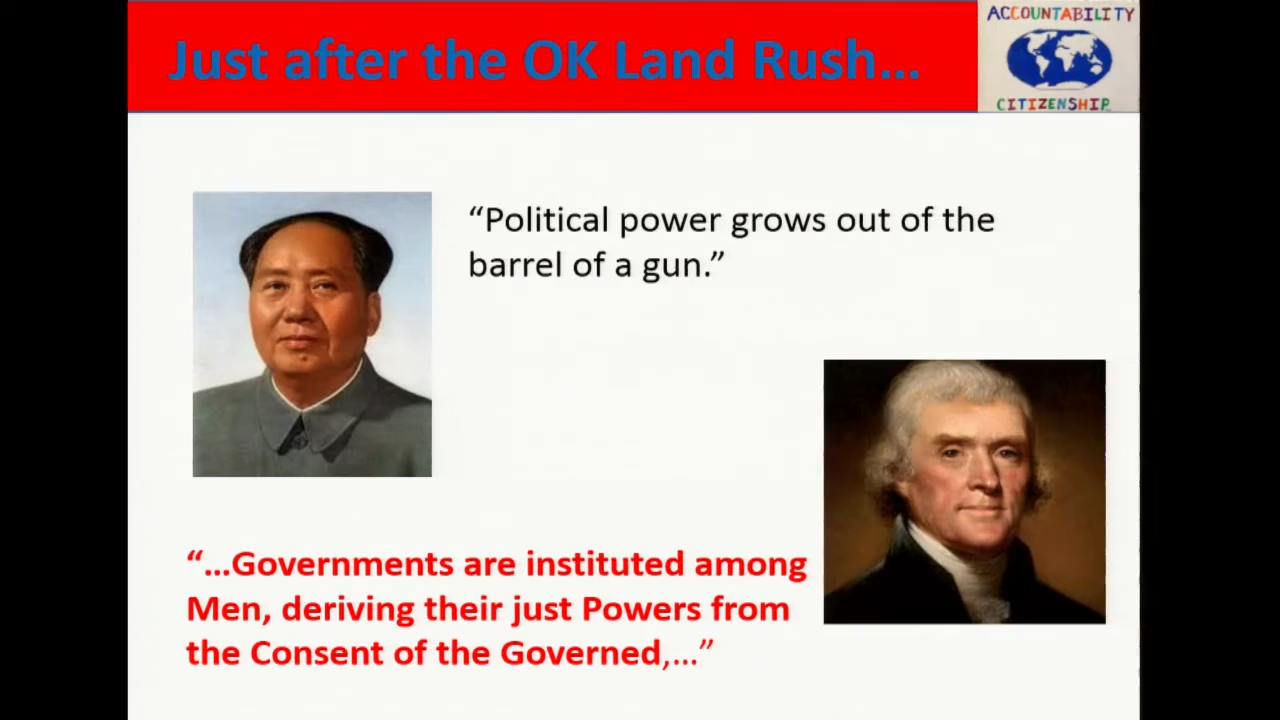 Just after the OK Land Rush...
ACCOUNTABILITY
CITIZENSHIP
“Political power grows out of the
barrel of a gun.”
“...Governments are instituted among
Men, deriving their just Powers from
the Consent of the Governed,...”